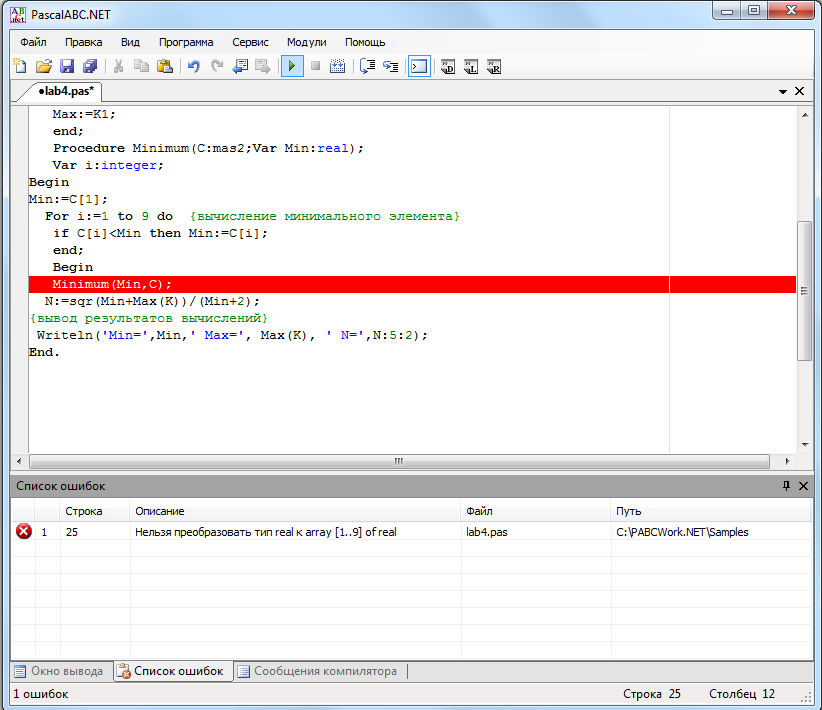 PascalABC.NET
Файл Правка Вид Программа Сервис Модули Помощь
•lab4.pas*
Max:=K1;
end;
Procedure Minimum(C:mas2;Var Min:real);
Var i:integer;
Begin
Min:=C[1];
For i:=1 to 9 do {вычисление минимального элемента}
if C[i]<Min then Min:=C[i];
end;
Begin
Minimum(Min,C);
N:=sqr(Min+Max(K))/(Min+2);
{вывод результатов вычислений}
Writeln('Min=',Min,' Max=', Max(K), ' N=',N:5:2);
End.
Список ошибок
Строка Описание Файл Путь
1 25 Нельзя преобразовать тип real к array [1..9] of real lab4.pas C:\PABCWork.NET\Samples
Окно вывода Список ошибок Сообщения компилятора
1 ошибок Строка 25 Столбец 12